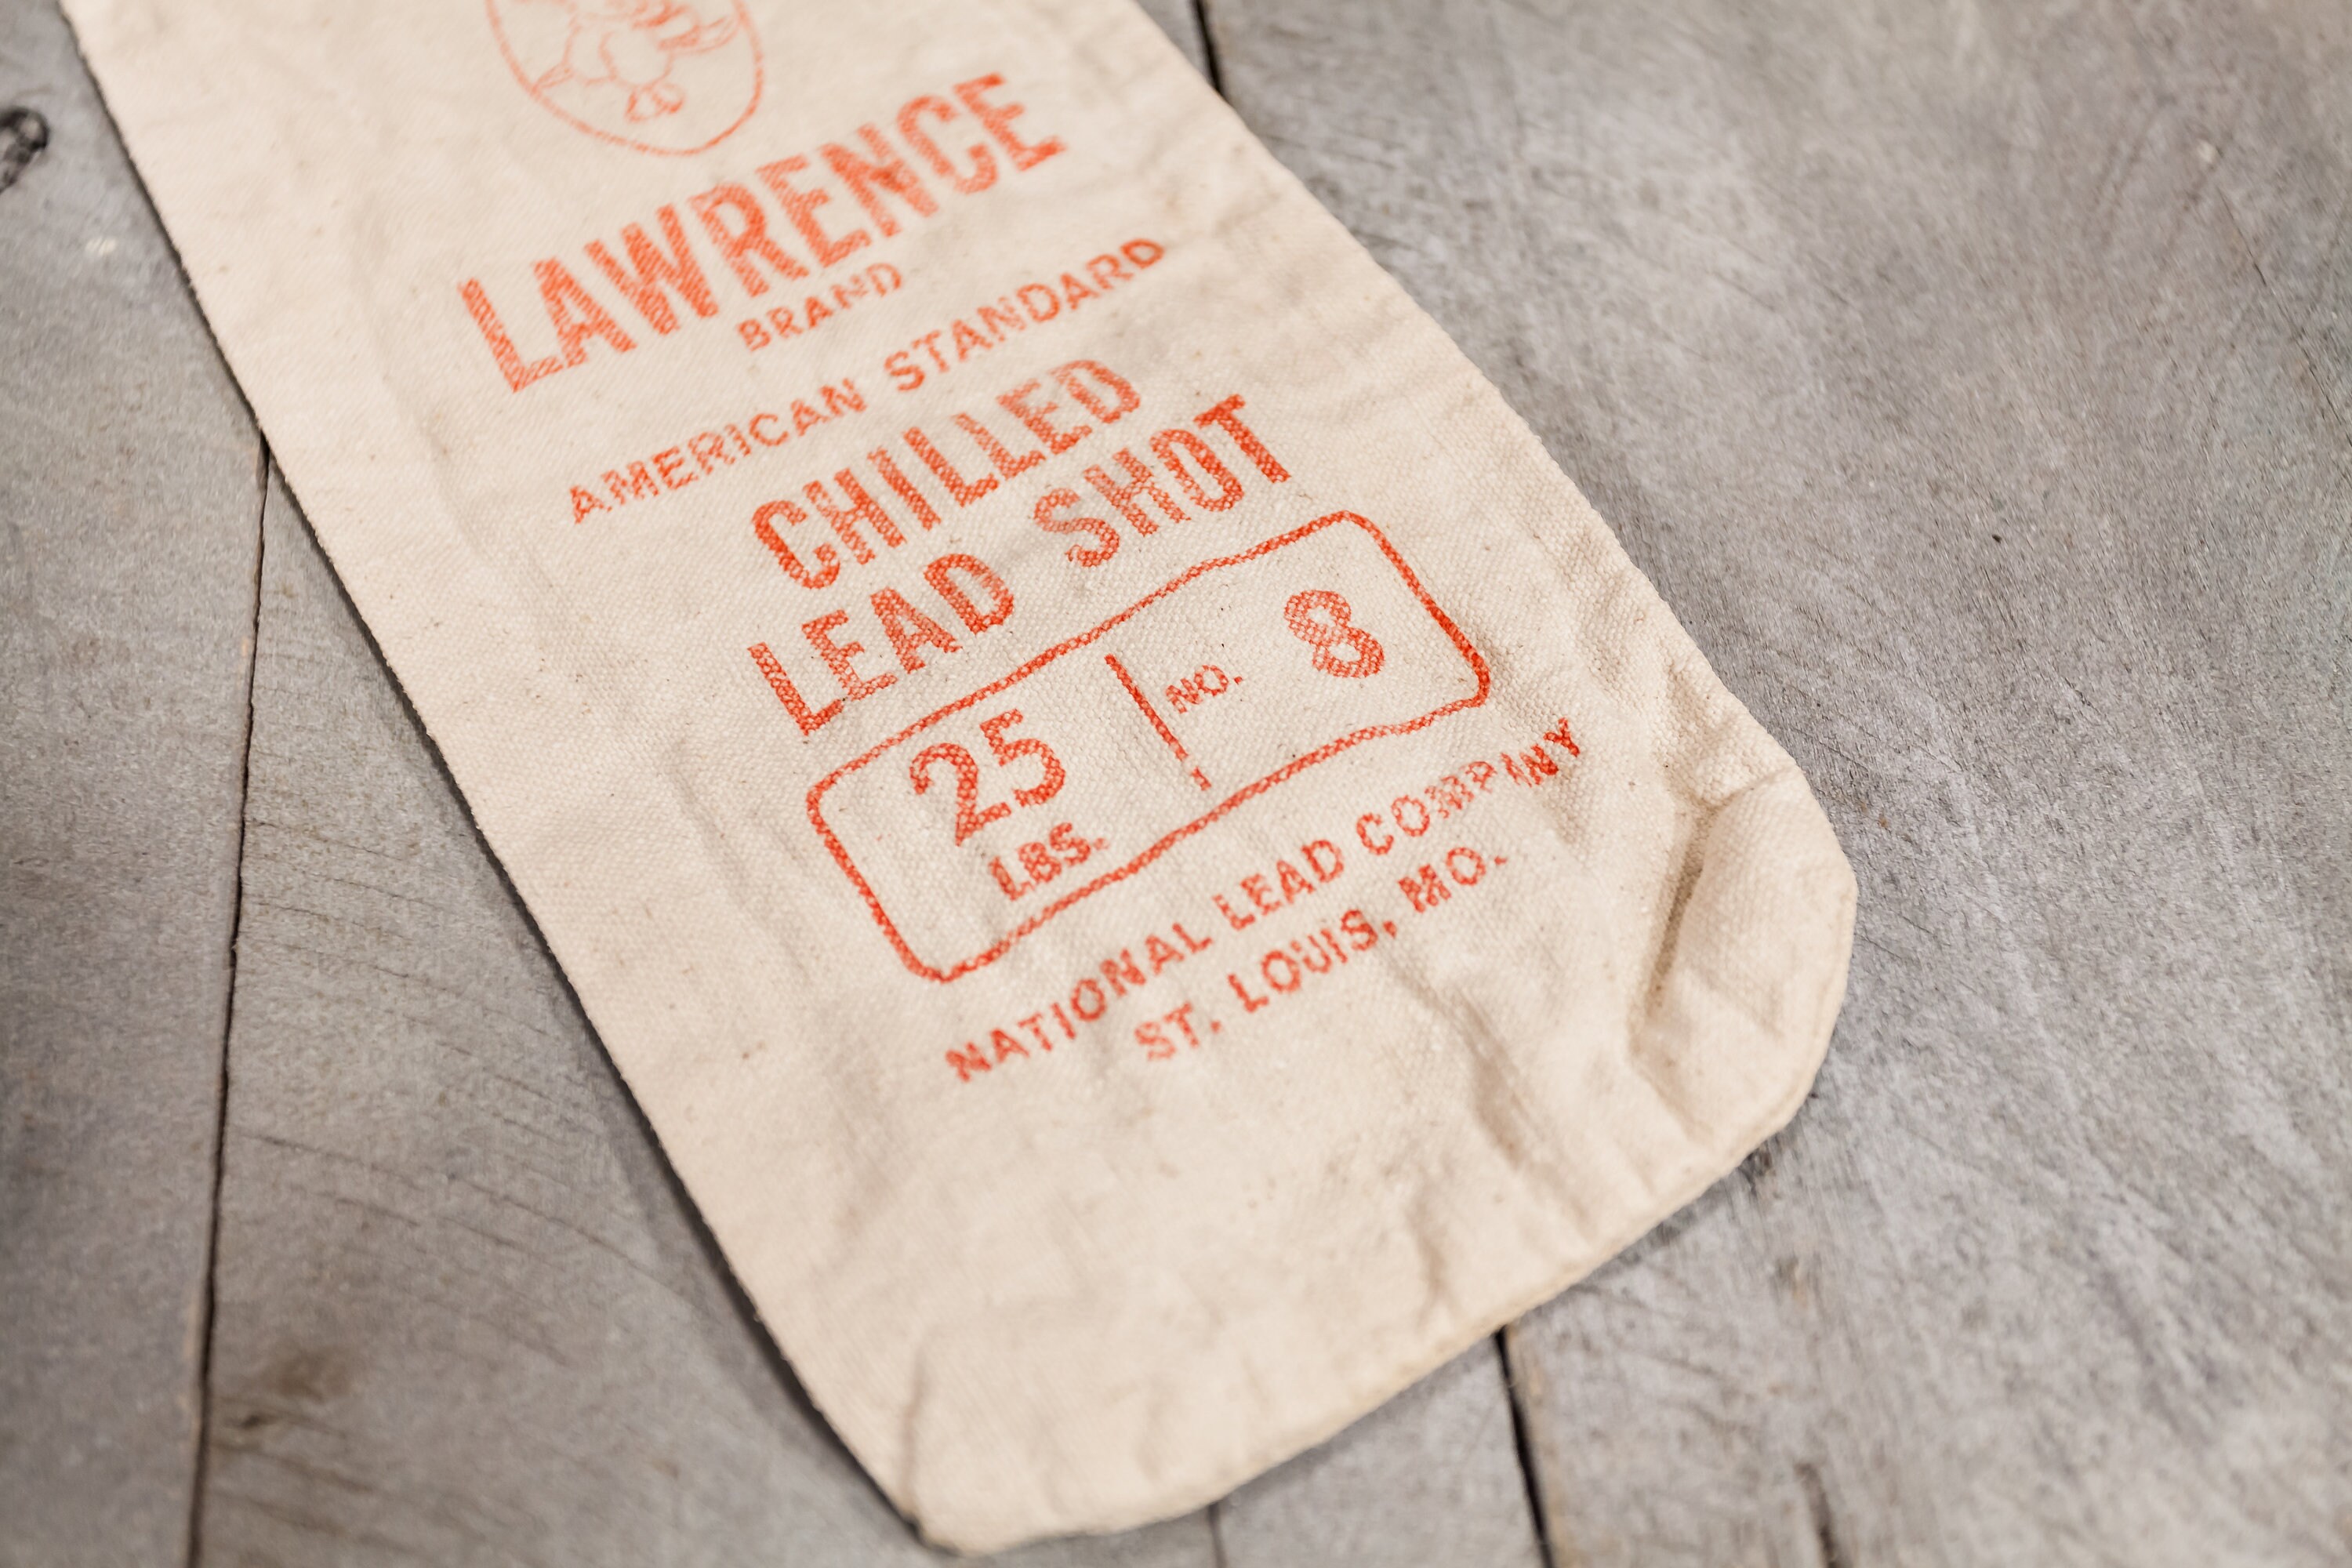 LAWRENCE
BRAND
AMERICAN STANDARD
CHILLED
LEAD SHOT
25 LBS. NO. 8
NATIONAL LEAD COMPANY
ST. LOUIS, MO.